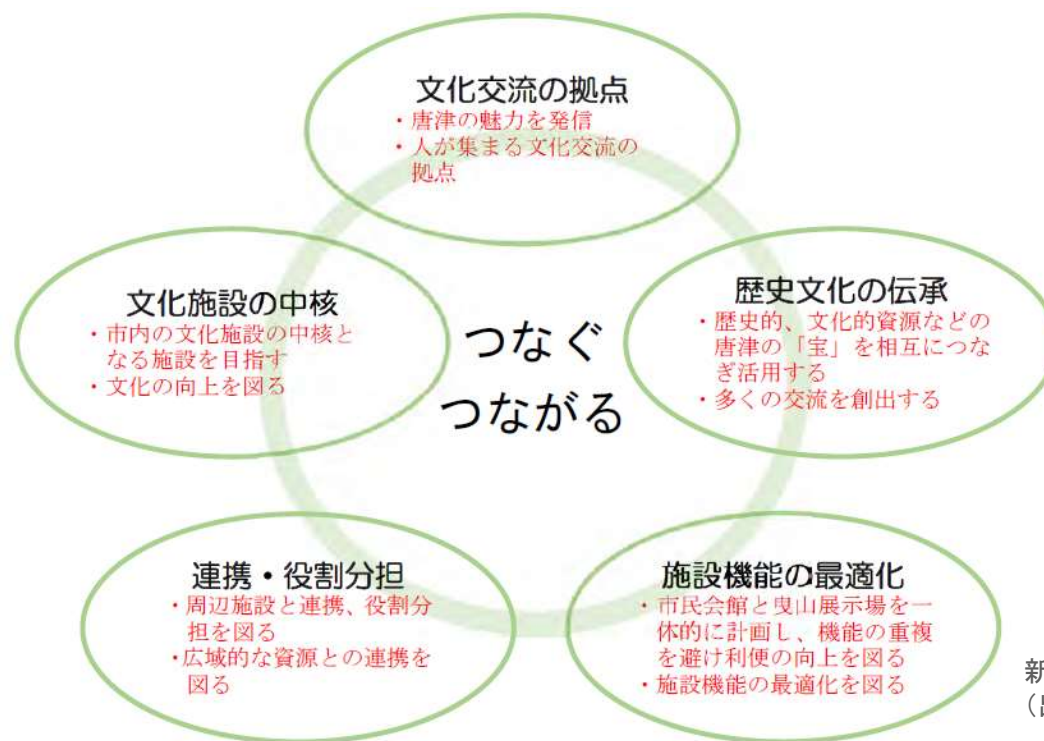 文化交流の拠点
・唐津の魅力を発信
・人が集まる文化交流の
拠点
文化施設の中核
・市内の文化施設の中核と
なる施設を目指す
・文化の向上を図る
つなぐ
つながる
歴史文化の伝承
・歴史的、文化的資源などの
唐津の「宝」を相互につな
ぎ活用する
・多くの交流を創出する
連携・役割分担
・周辺施設と連携、役割分
担を図る
・広域的な資源との連携を
図る
施設機能の最適化
・市民会館と曳山展示場を一
体的に計画し、機能の重複
を避け利便の向上を図る
・施設機能の最適化を図る
新